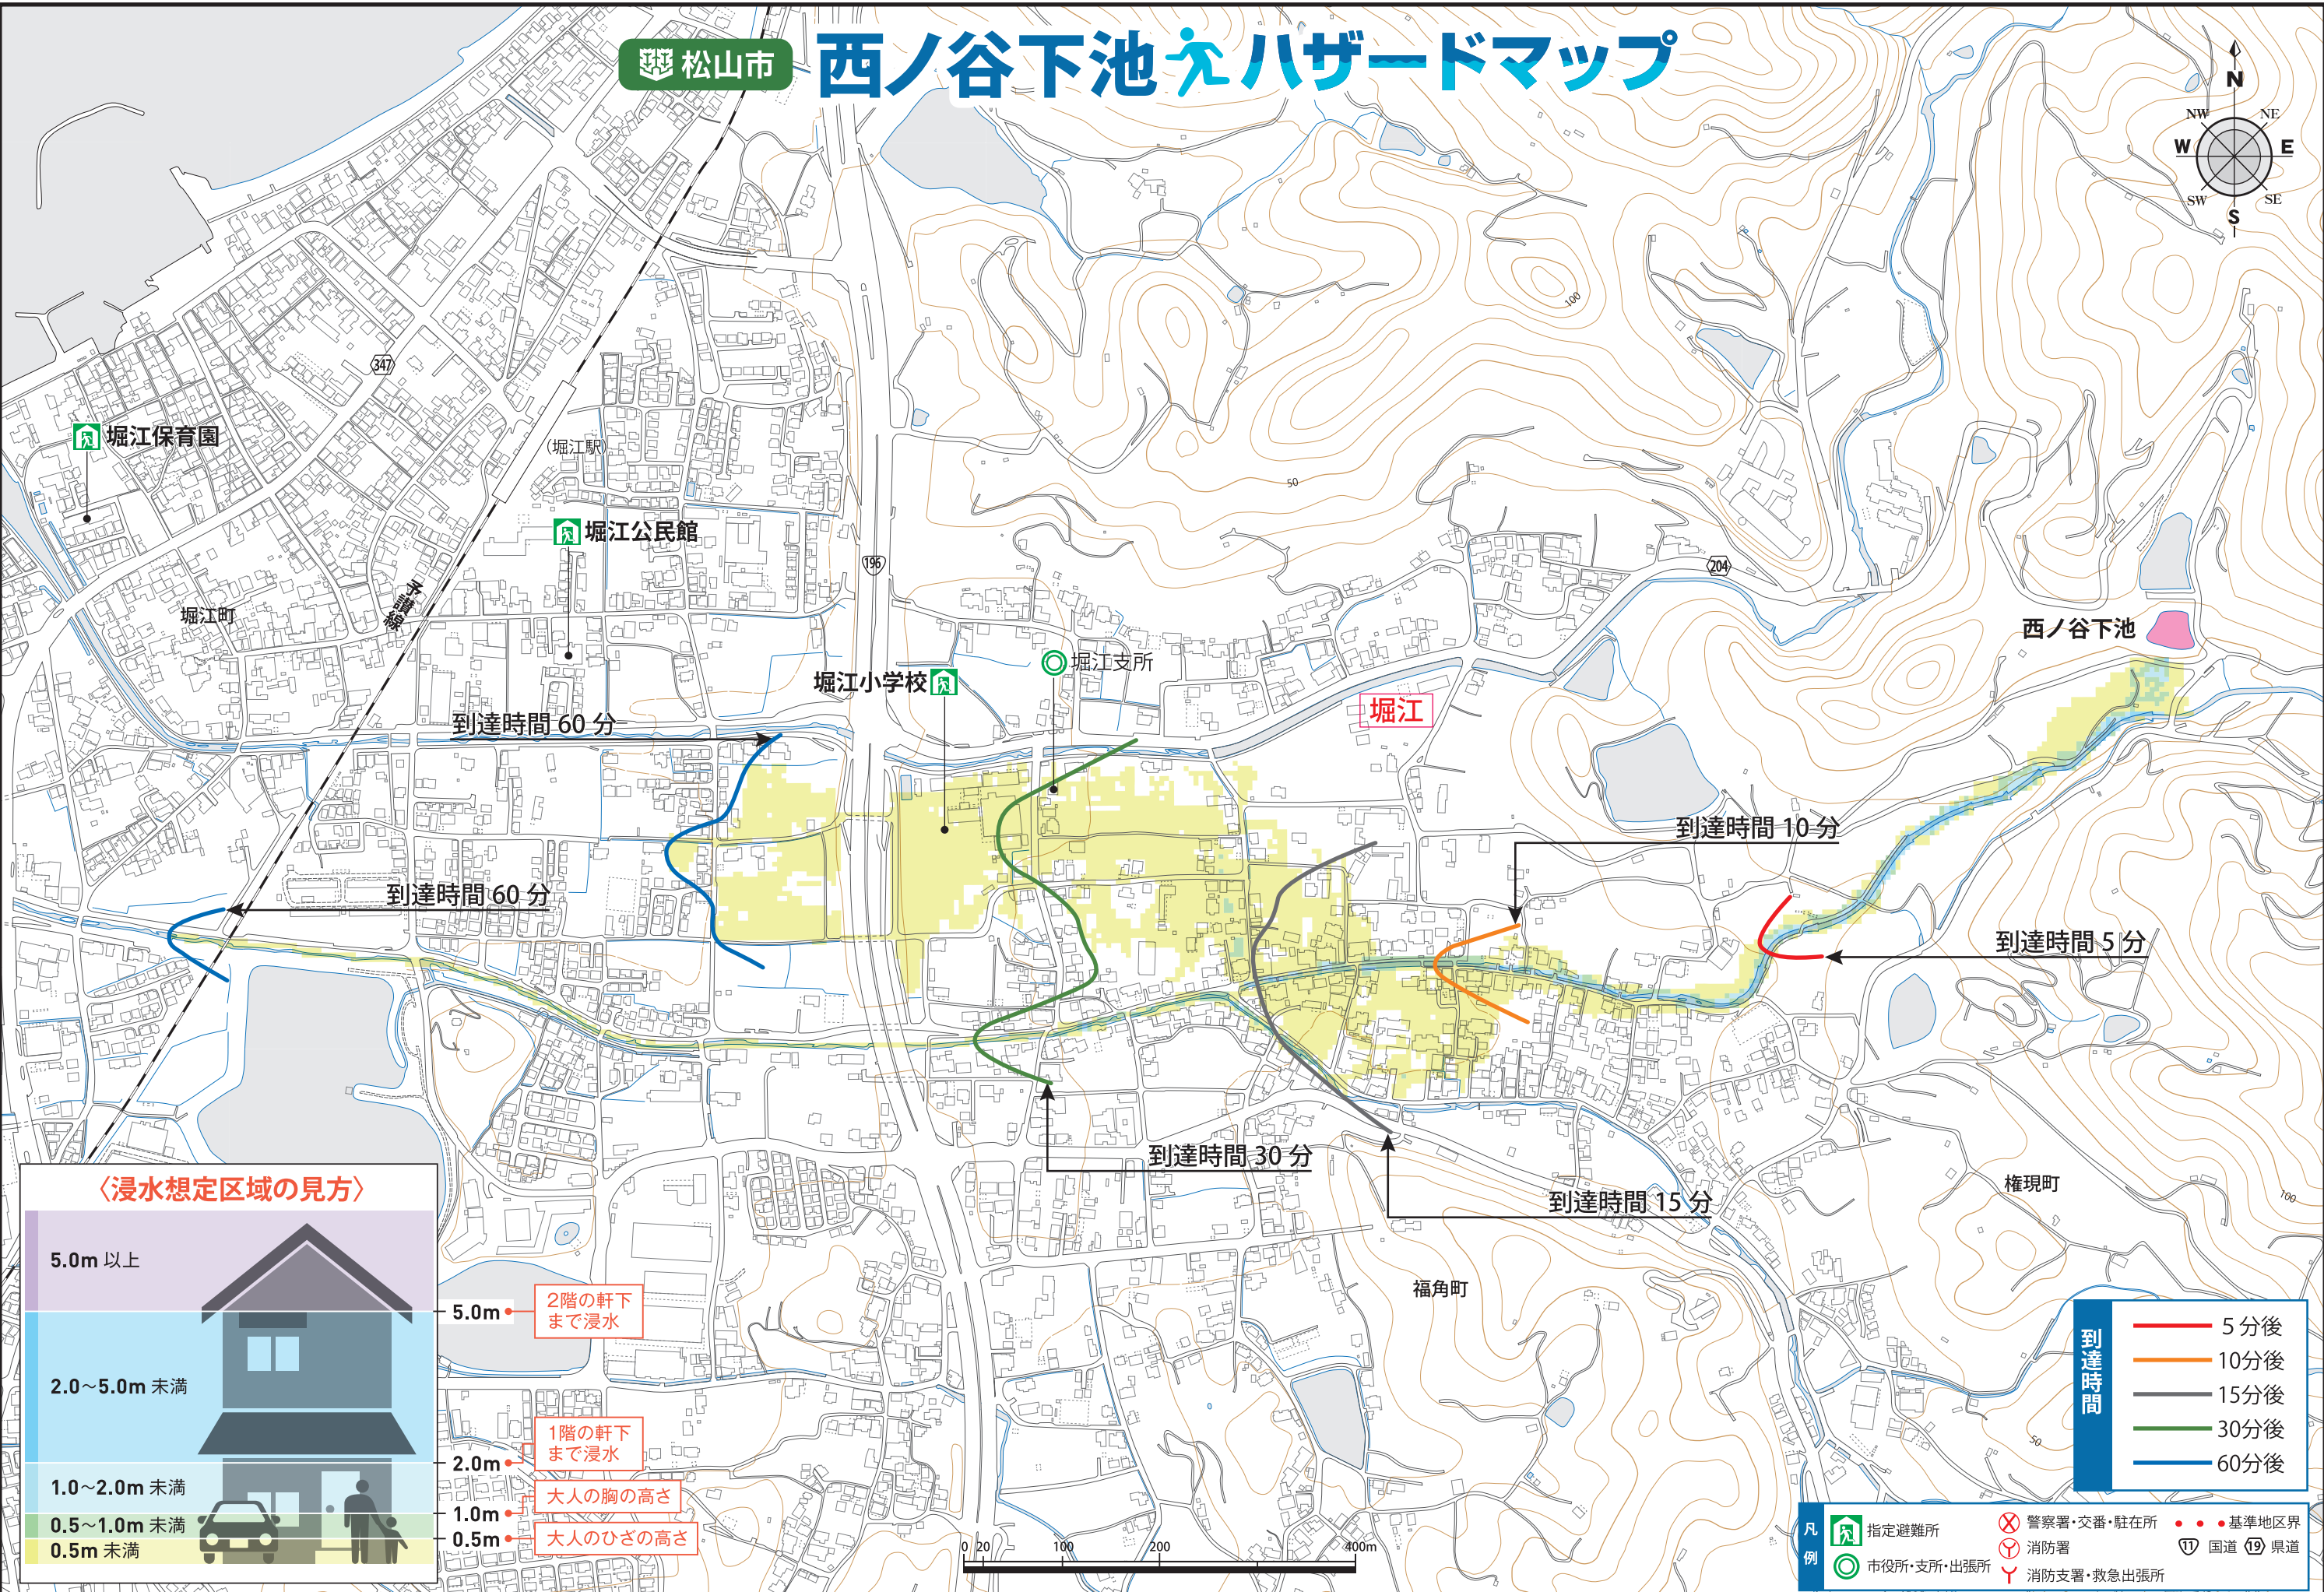 松山市
西ノ谷下池ハザードマップ
N
NW
NE
W
E
SW
SE
S
347
100
堀江保育園
(堀江駅)
50
堀江公民館
196
204
予讃線
堀江町
西ノ谷下池
堀江小学校
堀江支所
堀江
到達時間 60 分
到達時間 10 分
到達時間 60 分
到達時間 5 分
到達時間 30 分
到達時間 15 分
権現町
100
福角町
50
〈浸水想定区域の見方〉
5.0m 以上
5.0m
2階の軒下
まで浸水
2.0～5.0m 未満
1階の軒下
まで浸水
2.0m
1.0～2.0m 未満
大人の胸の高さ
1.0m
0.5～1.0m 未満
大人のひざの高さ
0.5m
0.5m 未満
0 20 100 200 400m
到達時間
5 分後
10分後
15分後
30分後
60分後
凡例
指定避難所
市役所・支所・出張所
警察署・交番・駐在所
消防署
消防支署・救急出張所
基準地区界
11 国道 19 県道